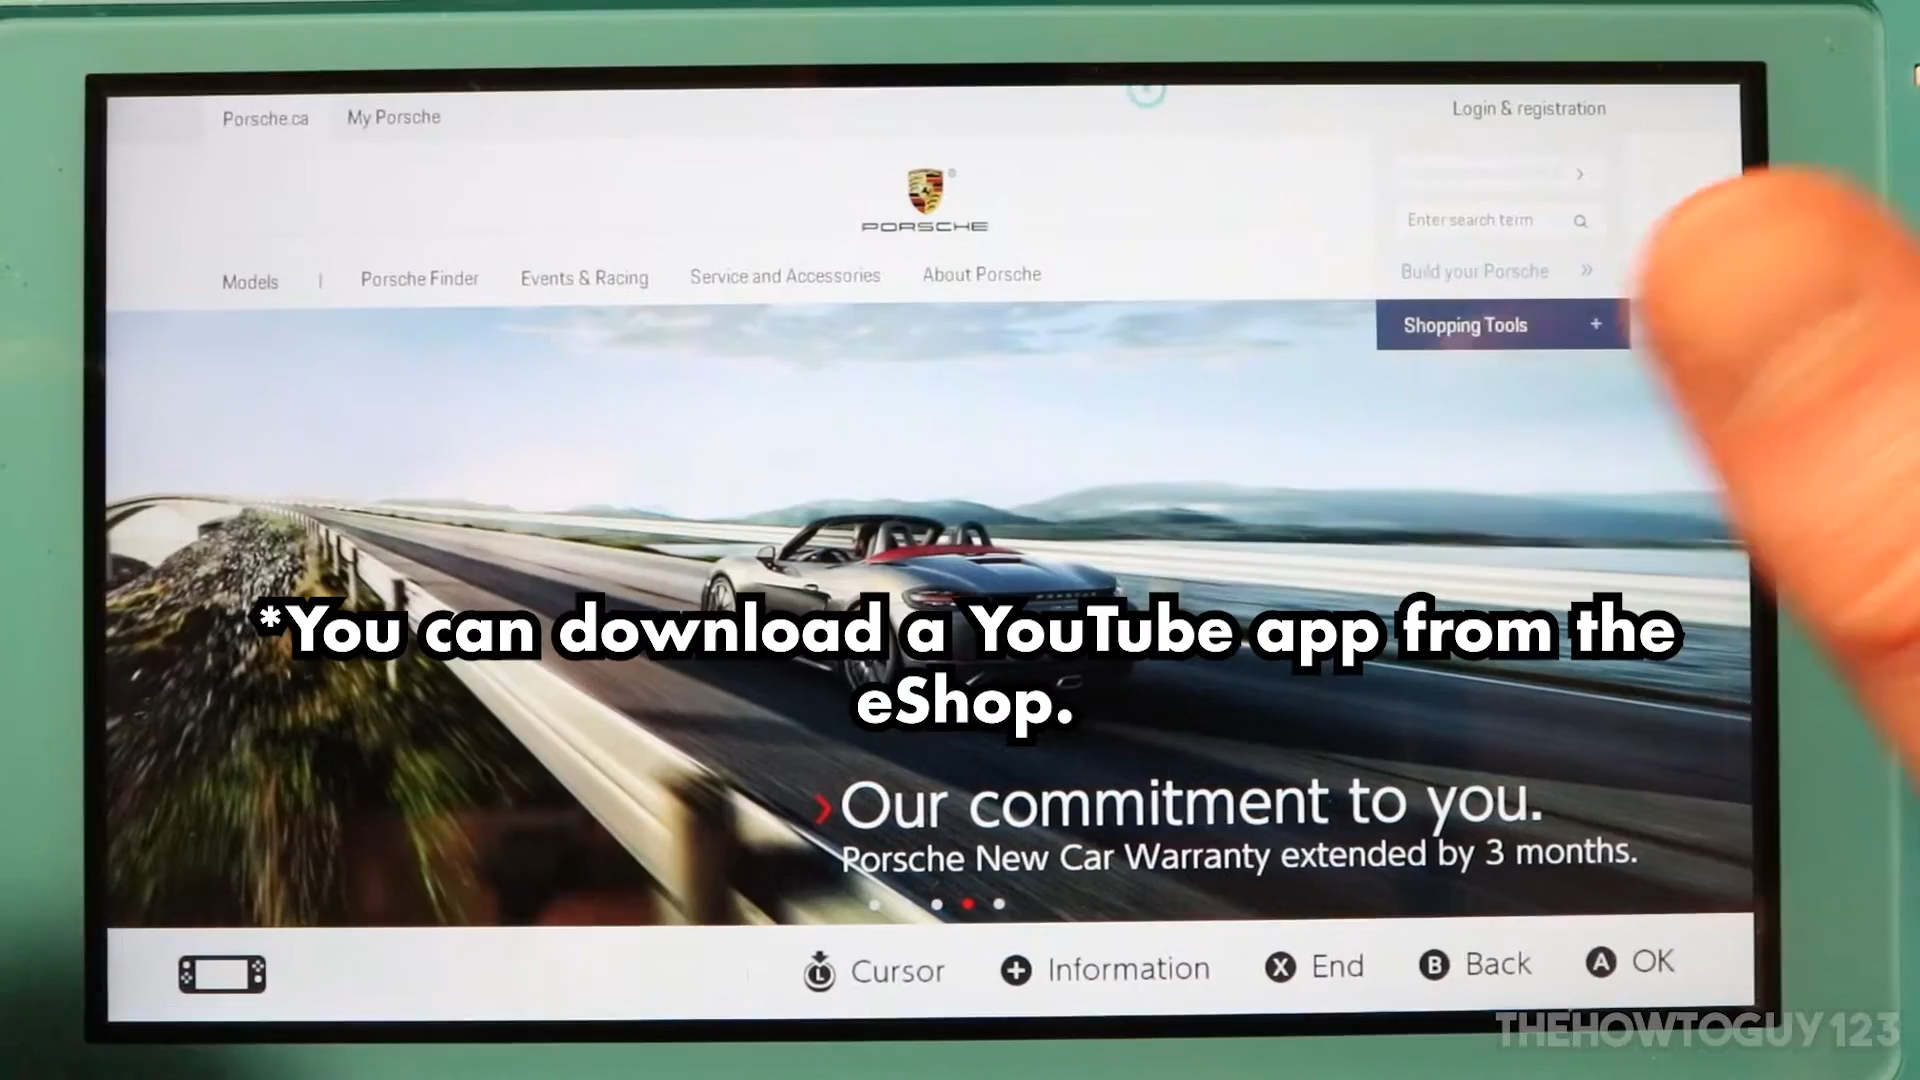 Porsche.ca My Porsche
Login & registration
PORSCHE
Enter search term
Build your Porsche
Models | Porsche Finder Events & Racing Service and Accessories About Porsche
Shopping Tools +
*You can download a YouTube app from the
eShop.
Our commitment to you.
Porsche New Car Warranty extended by 3 months.
L Cursor + Information X End B Back A OK
THEHOWTOGUY123